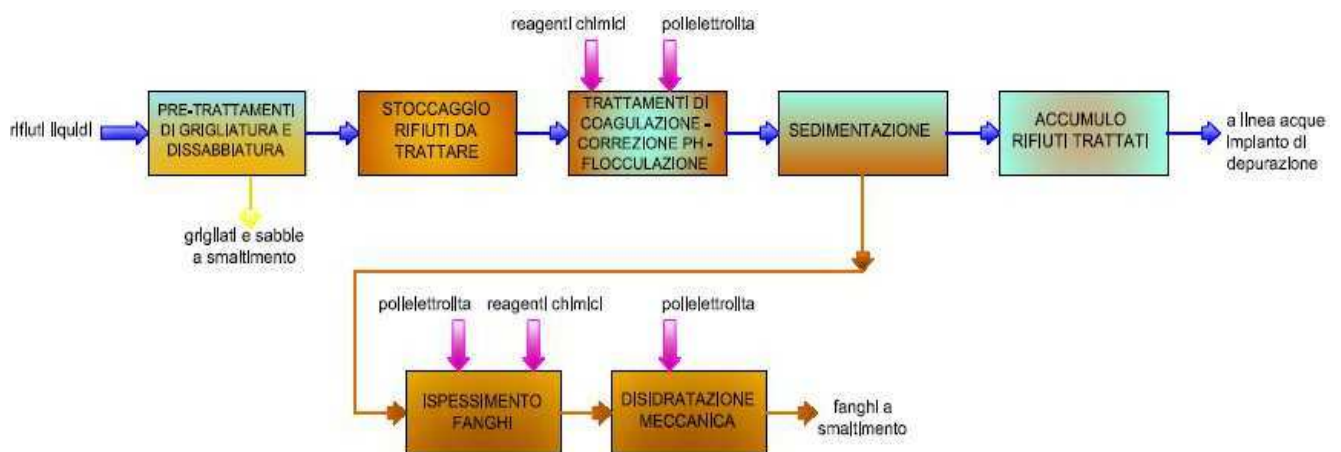 reagenti chimici
polielettrolita
rifiuti liquidi
PRE-TRATTAMENTI
DI GRIGLIATURA E
DISSABBIATURA
STOCCAGGIO
RIFIUTI DA
TRATTARE
TRATTAMENTI DI
COAGULAZIONE -
CORREZIONE PH -
FLOCCULAZIONE
SEDIMENTAZIONE
ACCUMULO
RIFIUTI TRATTATI
a linea acque
impianto di
depurazione
grigliati e sabbie
a smaltimento
polielettrolita
reagenti chimici
polielettrolita
ISPESSIMENTO
FANGHI
DISIDRATAZIONE
MECCANICA
fanghi a
smaltimento